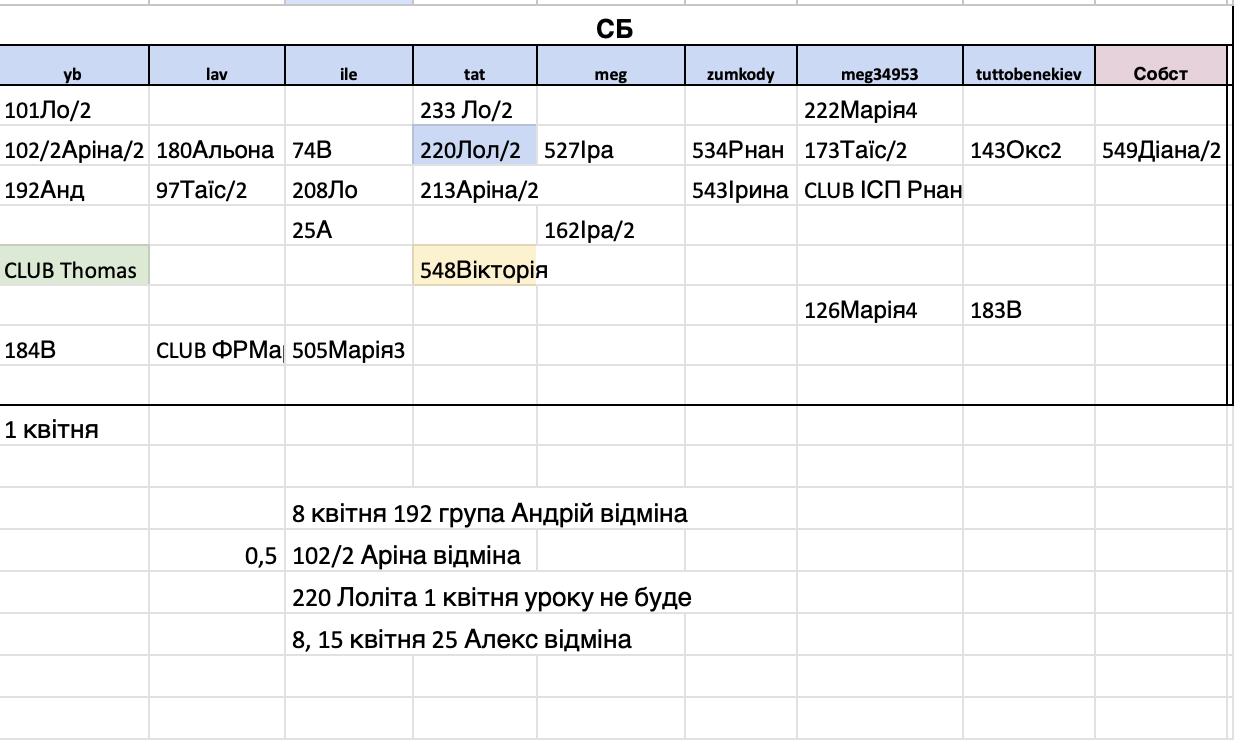 СБ
yb lav ile tat meg zumkody meg34953 tuttobenekiev Собст
101Ло/2 233 Ло/2 222Марія4
102/2Аріна/2 180Альона 74В 220Лол/2 527Іра 534Рнан 173Таїс/2 143Окс2 549Діана/2
192Анд 97Таїс/2 208Ло 213Аріна/2 543Ірина CLUB ІСП Рнан
25А 162Іра/2
CLUB Thomas 548Вікторія
126Марія4 183В
184В CLUB ФРМар 505Марія3
1 квітня
8 квітня 192 група Андрій відміна
0,5 102/2 Аріна відміна
220 Лоліта 1 квітня уроку не буде
8, 15 квітня 25 Алекс відміна